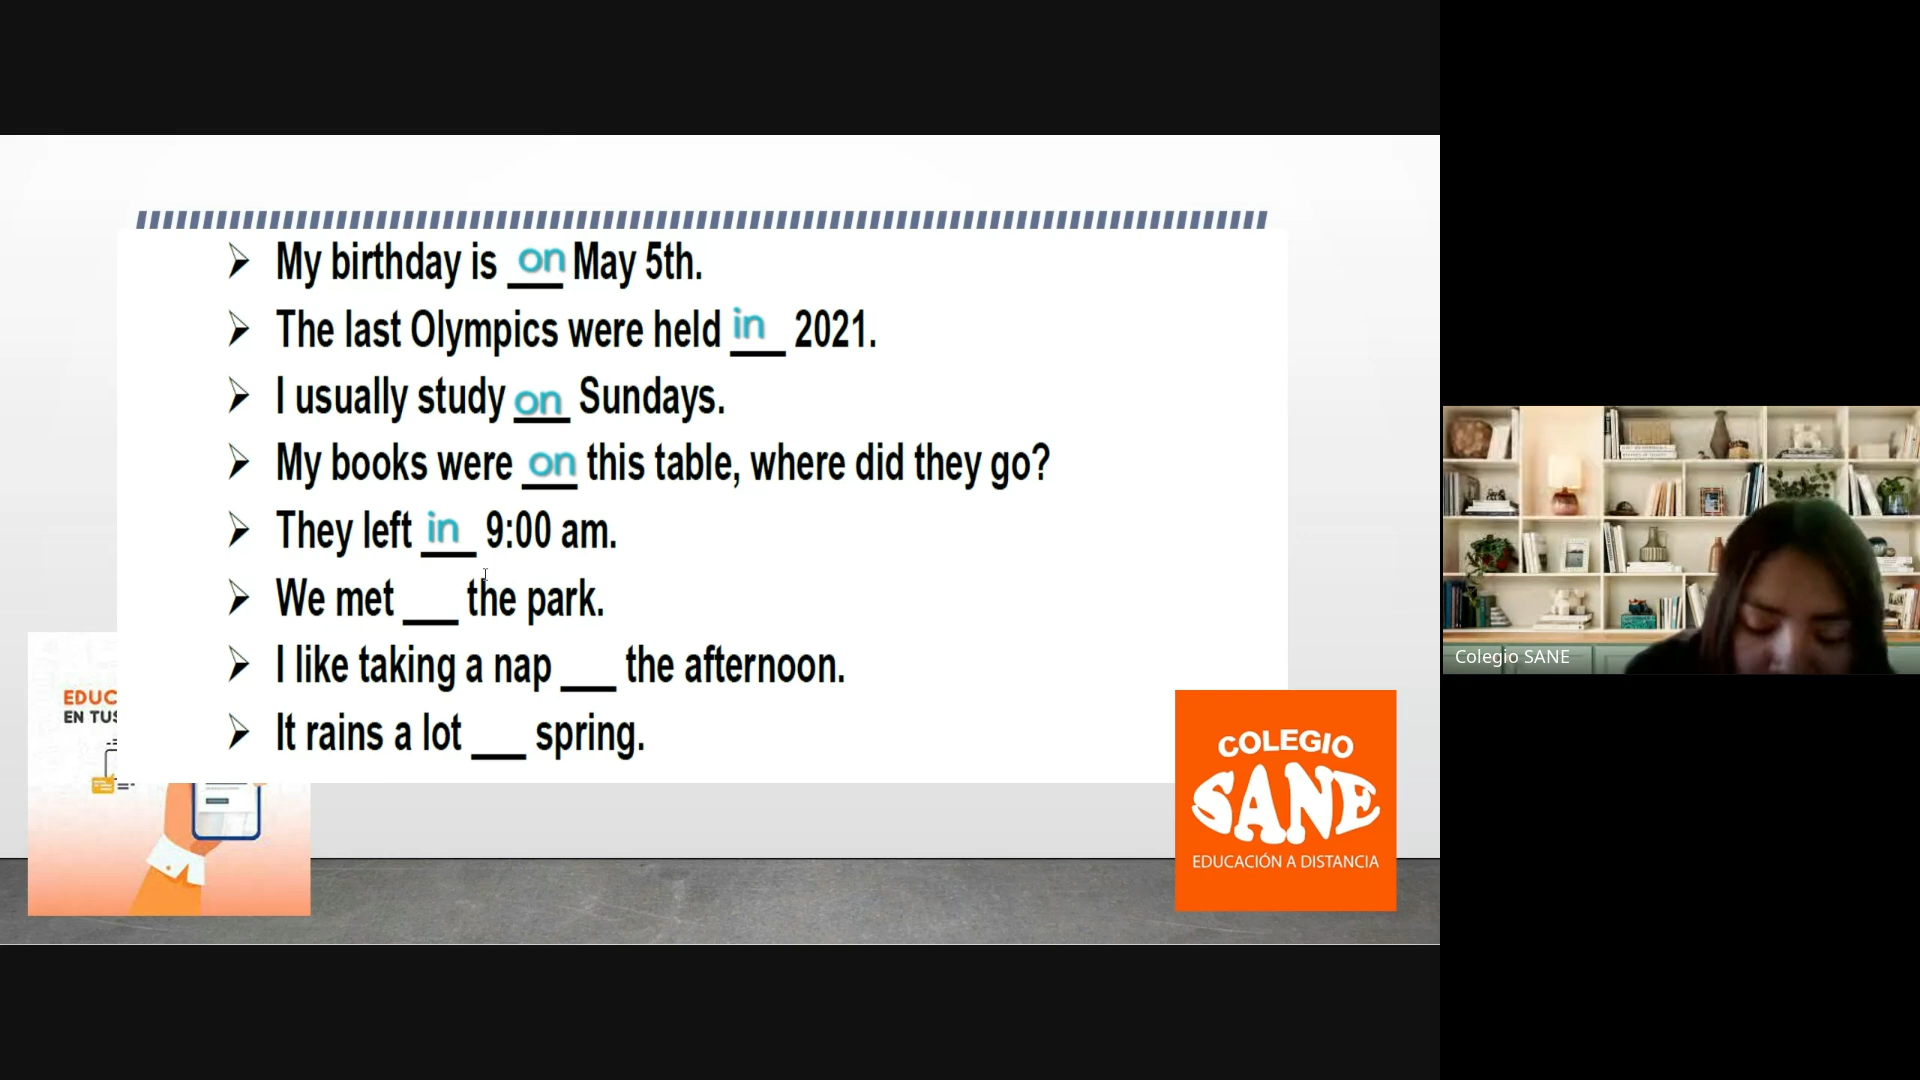 My birthday is on May 5th.
The last Olympics were held in 2021.
I usually study on Sundays.
My books were on this table, where did they go?
They left in 9:00 am.
We met ___ the park.
I like taking a nap ___ the afternoon.
It rains a lot ___ spring.
EDUC
EN TUS
COLEGIO
SANE
EDUCACIÓN A DISTANCIA
Colegio SANE